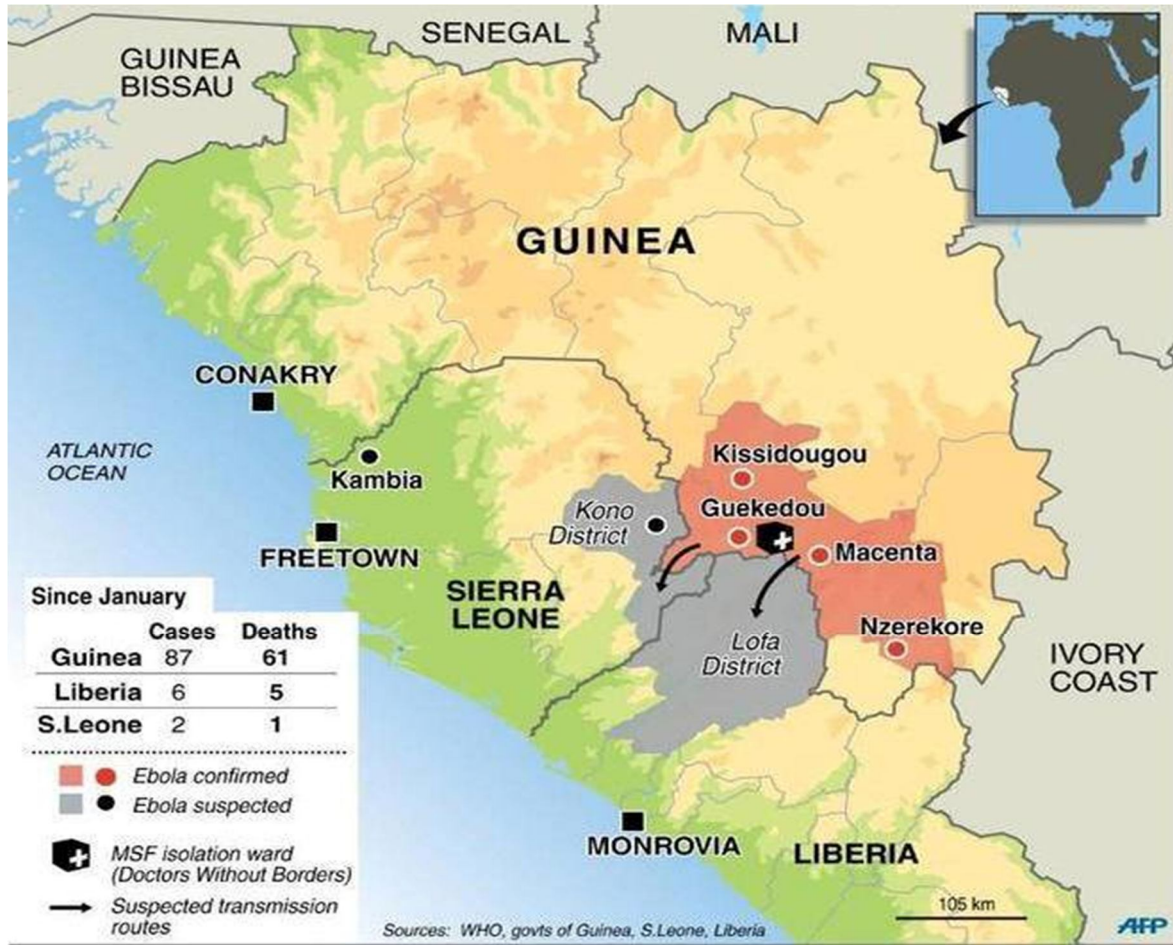 SENEGAL
MALI
GUINEA
BISSAU
GUINEA
CONAKRY
ATLANTIC
OCEAN
Kambia
Kissidougou
Guekedou
Kono
District
Macenta
FREETOWN
SIERRA
LEONE
Nzerekore
Lofa
District
IVORY
COAST
Since January
Cases Deaths
Guinea 87 61
Liberia 6 5
S.Leone 2 1
Ebola confirmed
Ebola suspected
MSF isolation ward
(Doctors Without Borders)
Suspected transmission
routes
MONROVIA
LIBERIA
105 km
Sources: WHO, govts of Guinea, S.Leone, Liberia
AFP